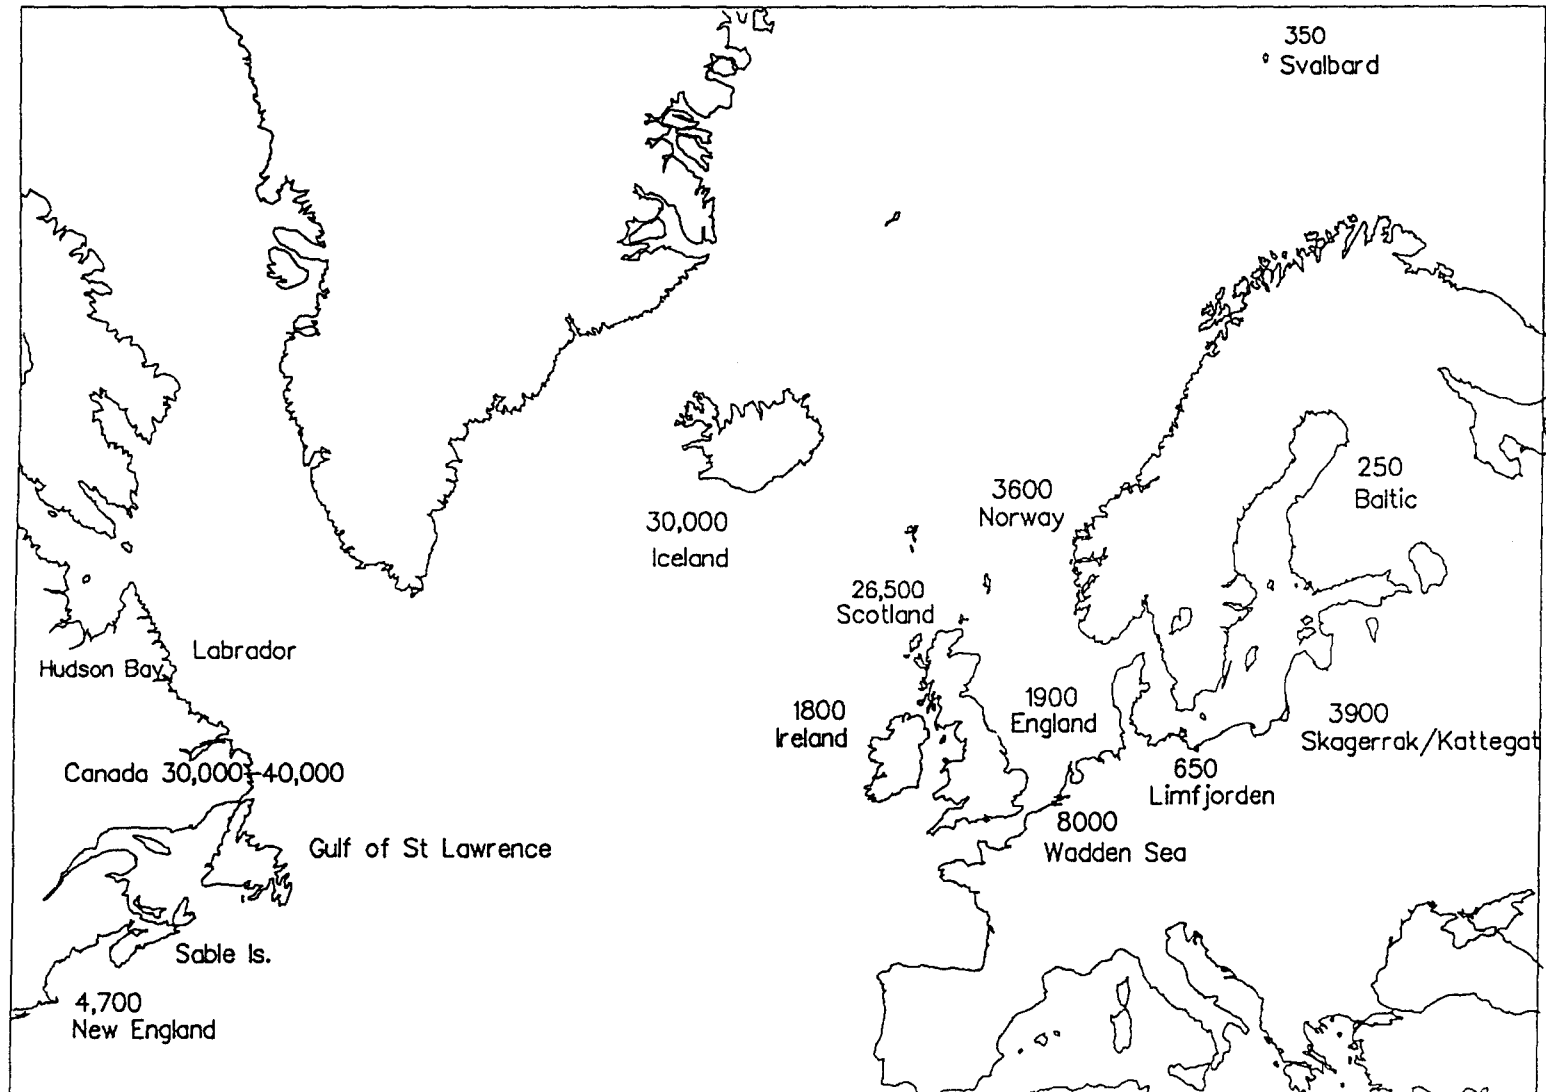 350
Svalbard
250
Baltic
3600
Norway
30,000
Iceland
26,500
Scotland
Labrador
Hudson Bay
1900
England
1800
Ireland
3900
Skagerrak/Kattegat
Canada 30,000-40,000
650
Limfjorden
8000
Wadden Sea
Gulf of St Lawrence
Sable Is.
4,700
New England